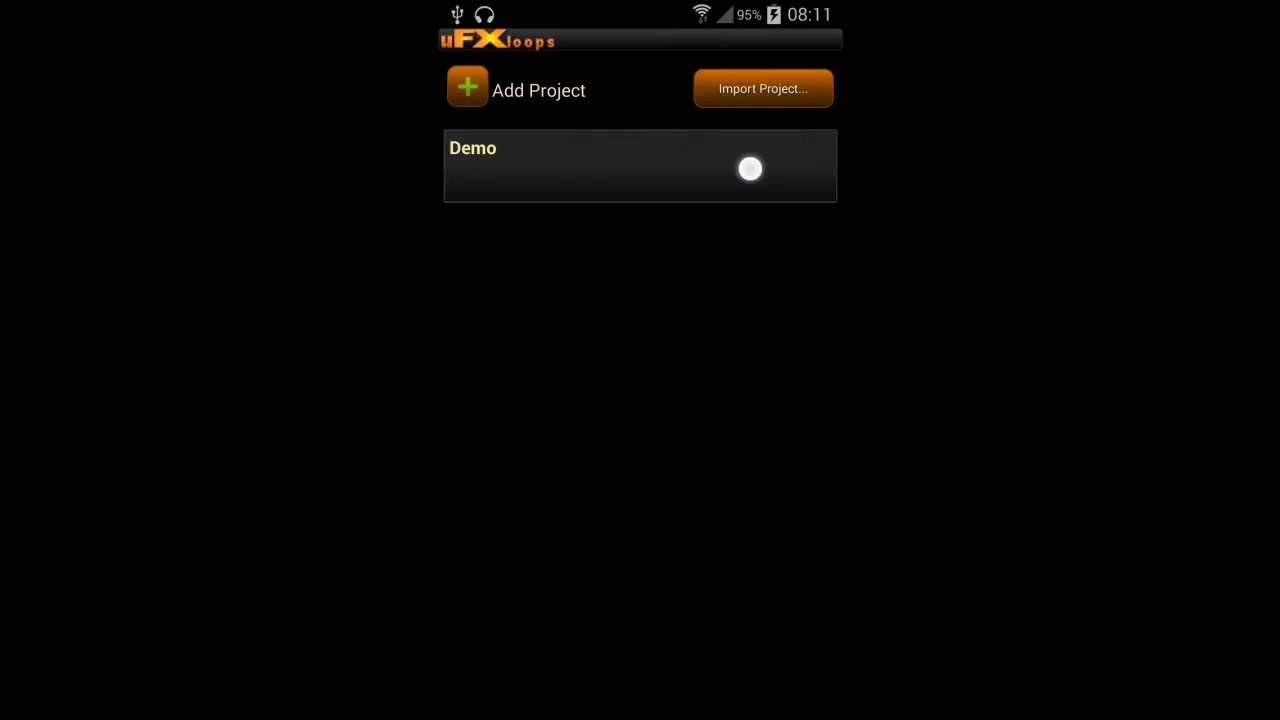 95% 08:11
uFXloops
Add Project
Import Project...
Demo